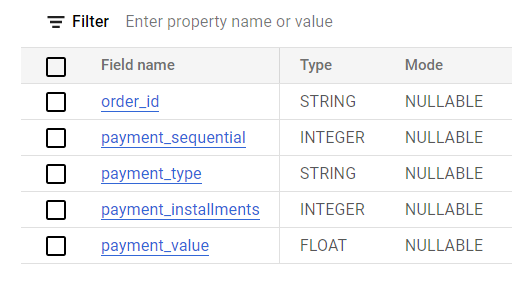 Filter Enter property name or value
Field name Type Mode
order_id STRING NULLABLE
payment_sequential INTEGER NULLABLE
payment_type STRING NULLABLE
payment_installments INTEGER NULLABLE
payment_value FLOAT NULLABLE